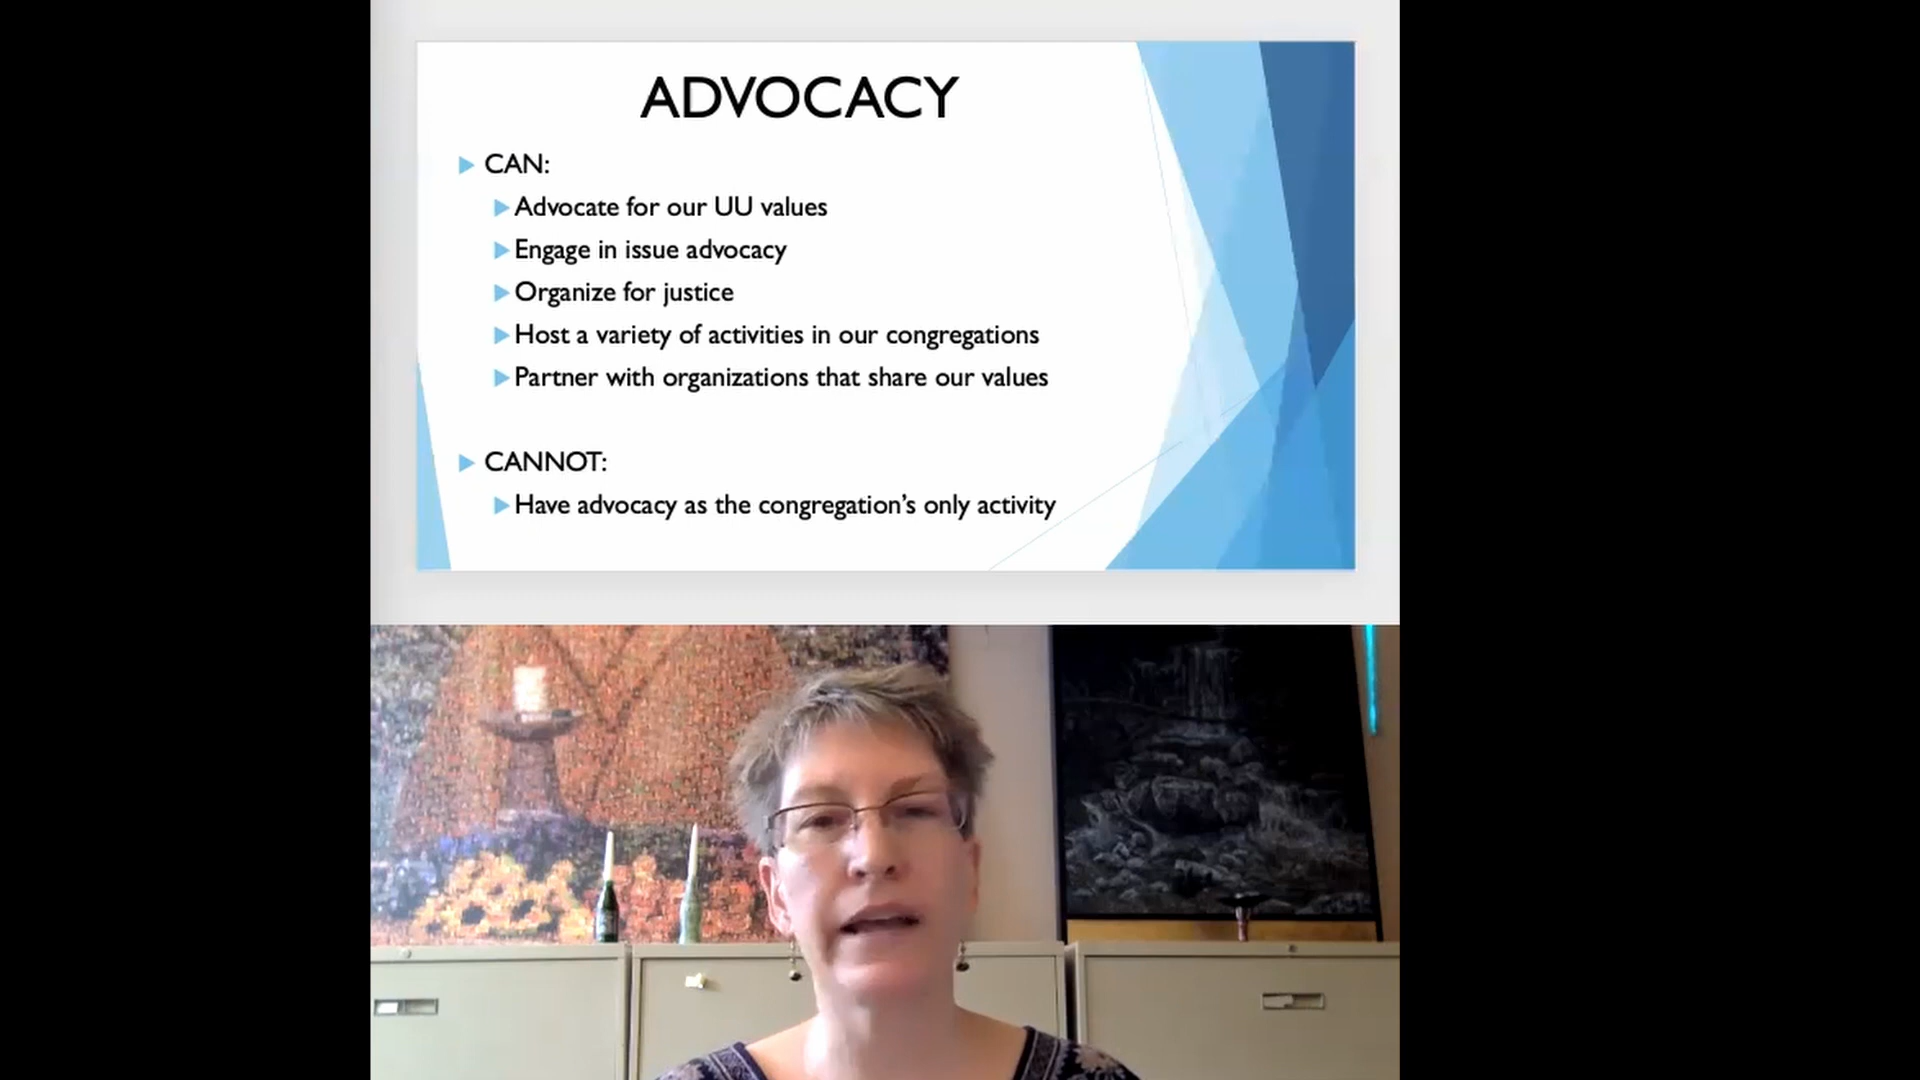 ADVOCACY
CAN:
Advocate for our UU values
Engage in issue advocacy
Organize for justice
Host a variety of activities in our congregations
Partner with organizations that share our values
CANNOT:
Have advocacy as the congregation’s only activity